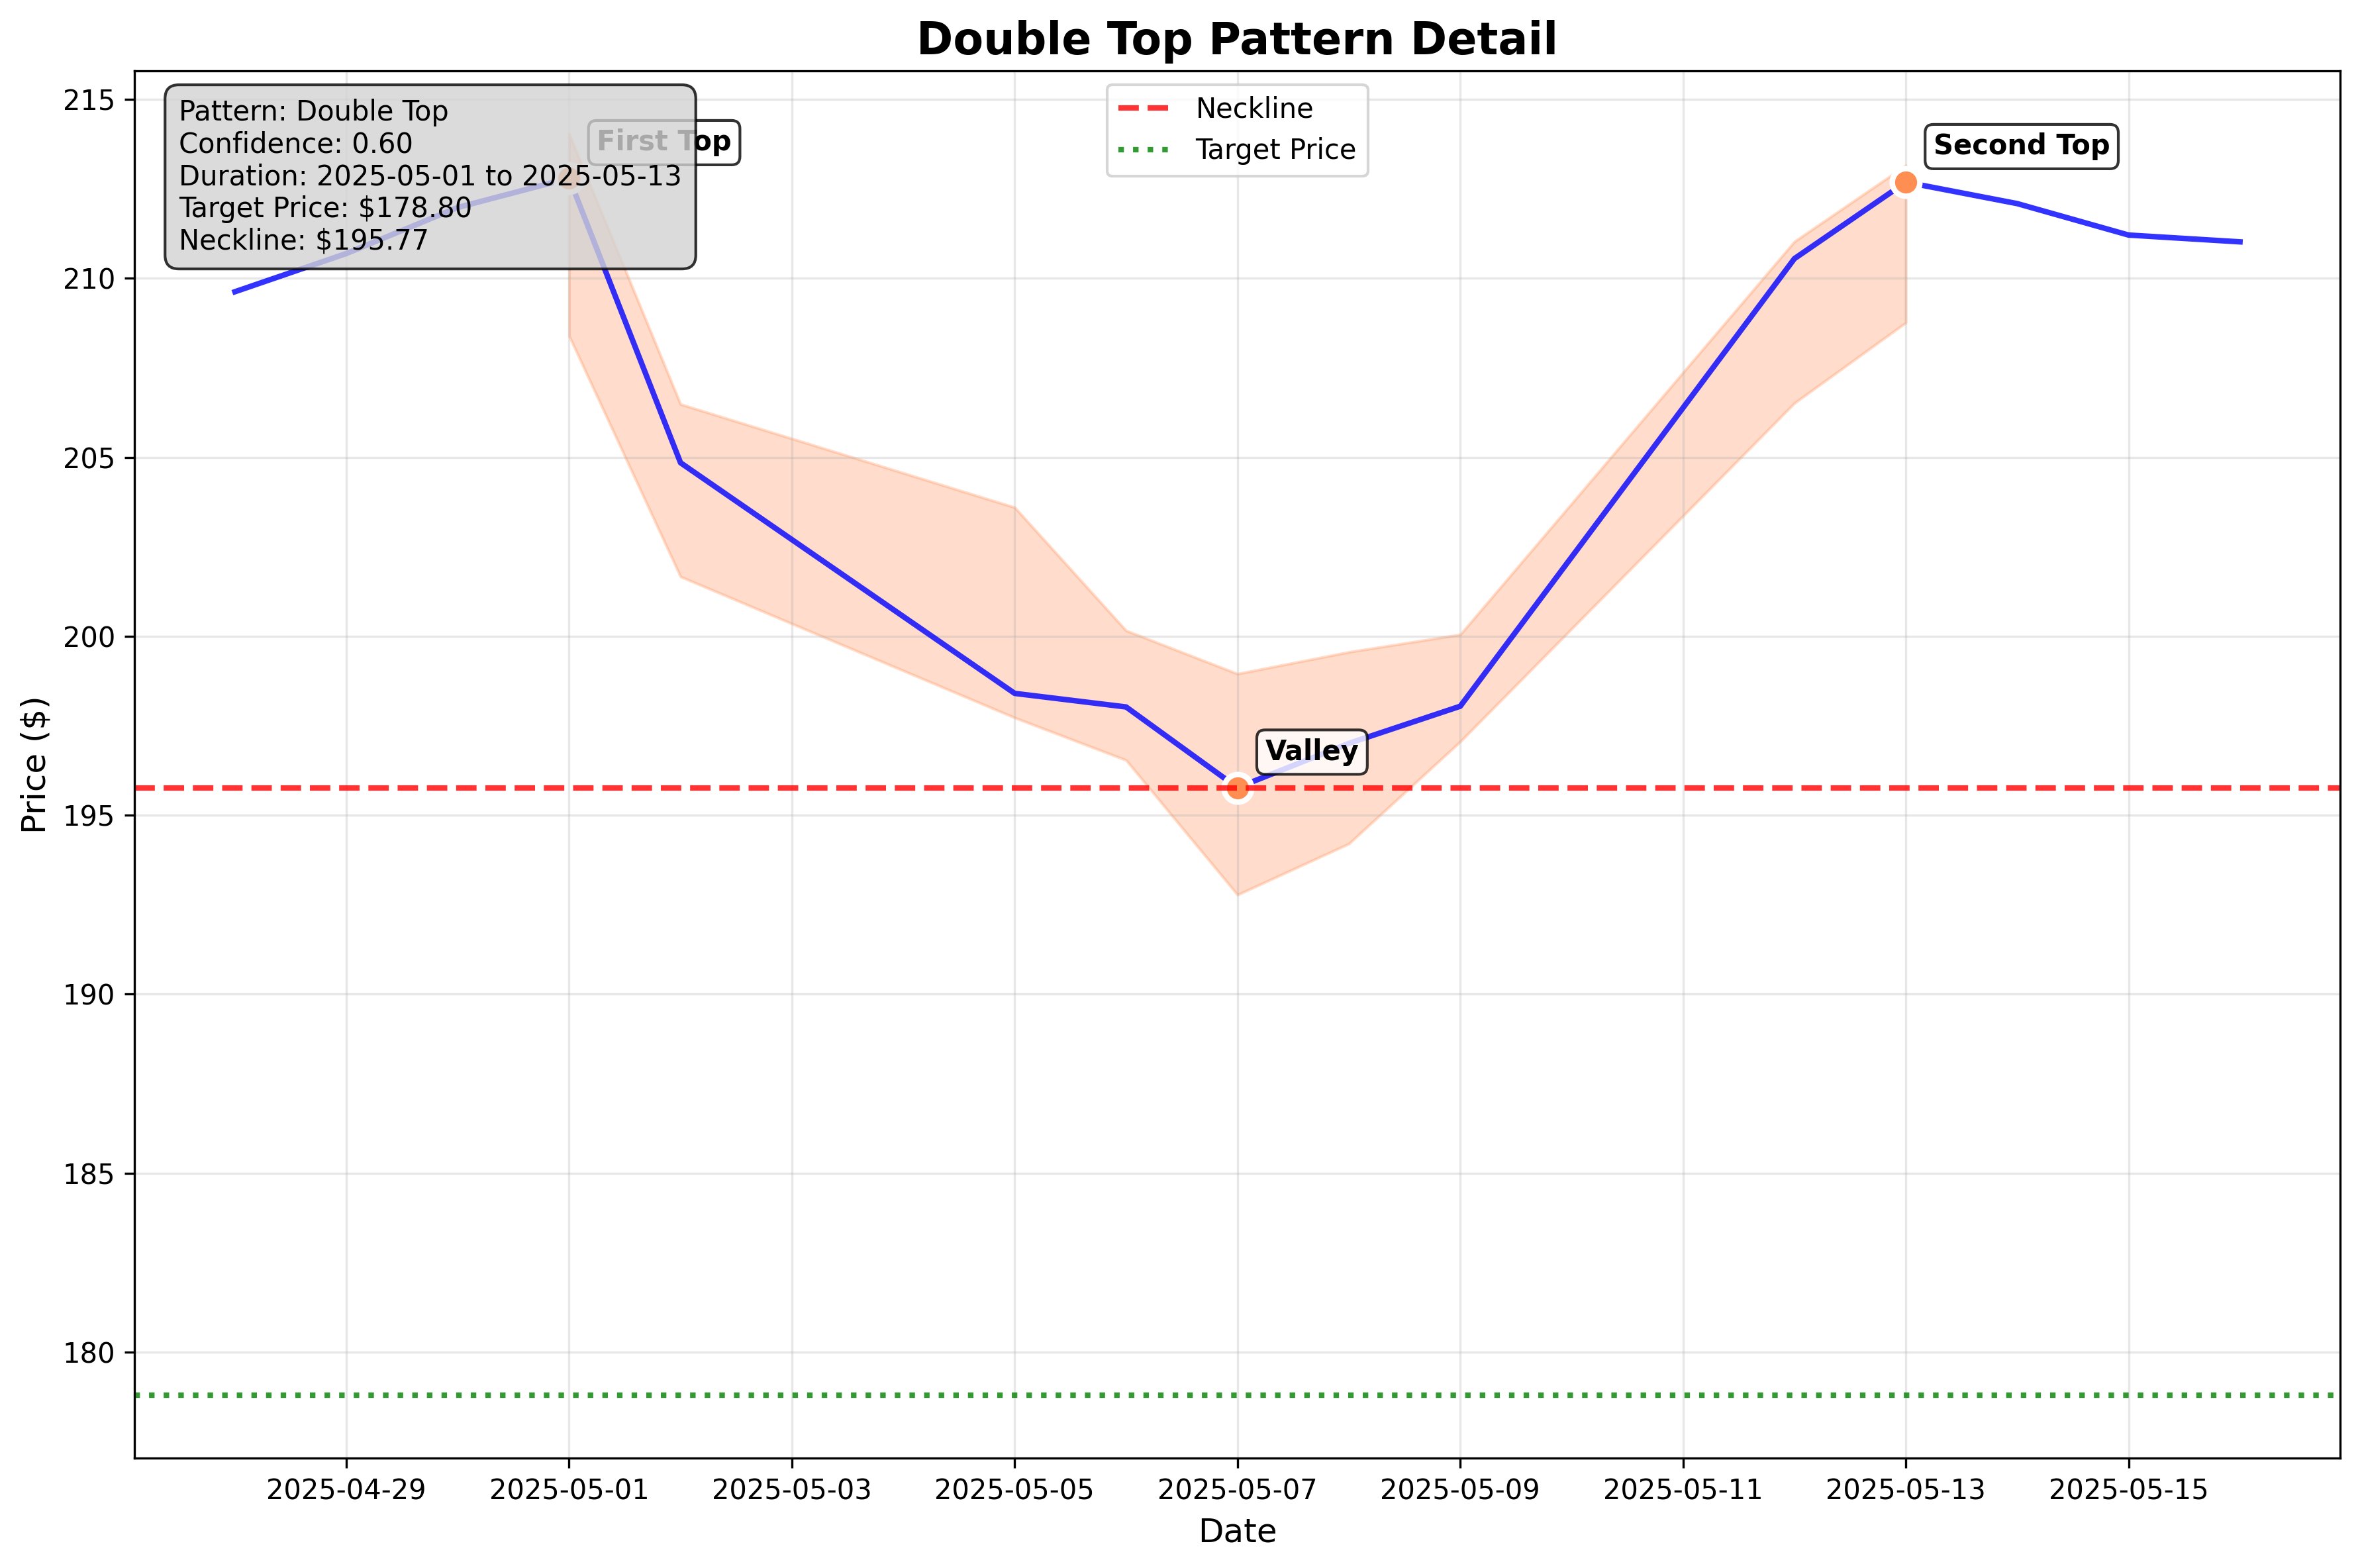 Double Top Pattern Detail
Pattern: Double Top
Confidence: 0.60
Duration: 2025-05-01 to 2025-05-13
Target Price: $178.80
Neckline: $195.77
First Top
Neckline
Target Price
Second Top
Valley
Price ($)
215
210
205
200
195
190
185
180
2025-04-29
2025-05-01
2025-05-03
2025-05-05
2025-05-07
2025-05-09
2025-05-11
2025-05-13
2025-05-15
Date